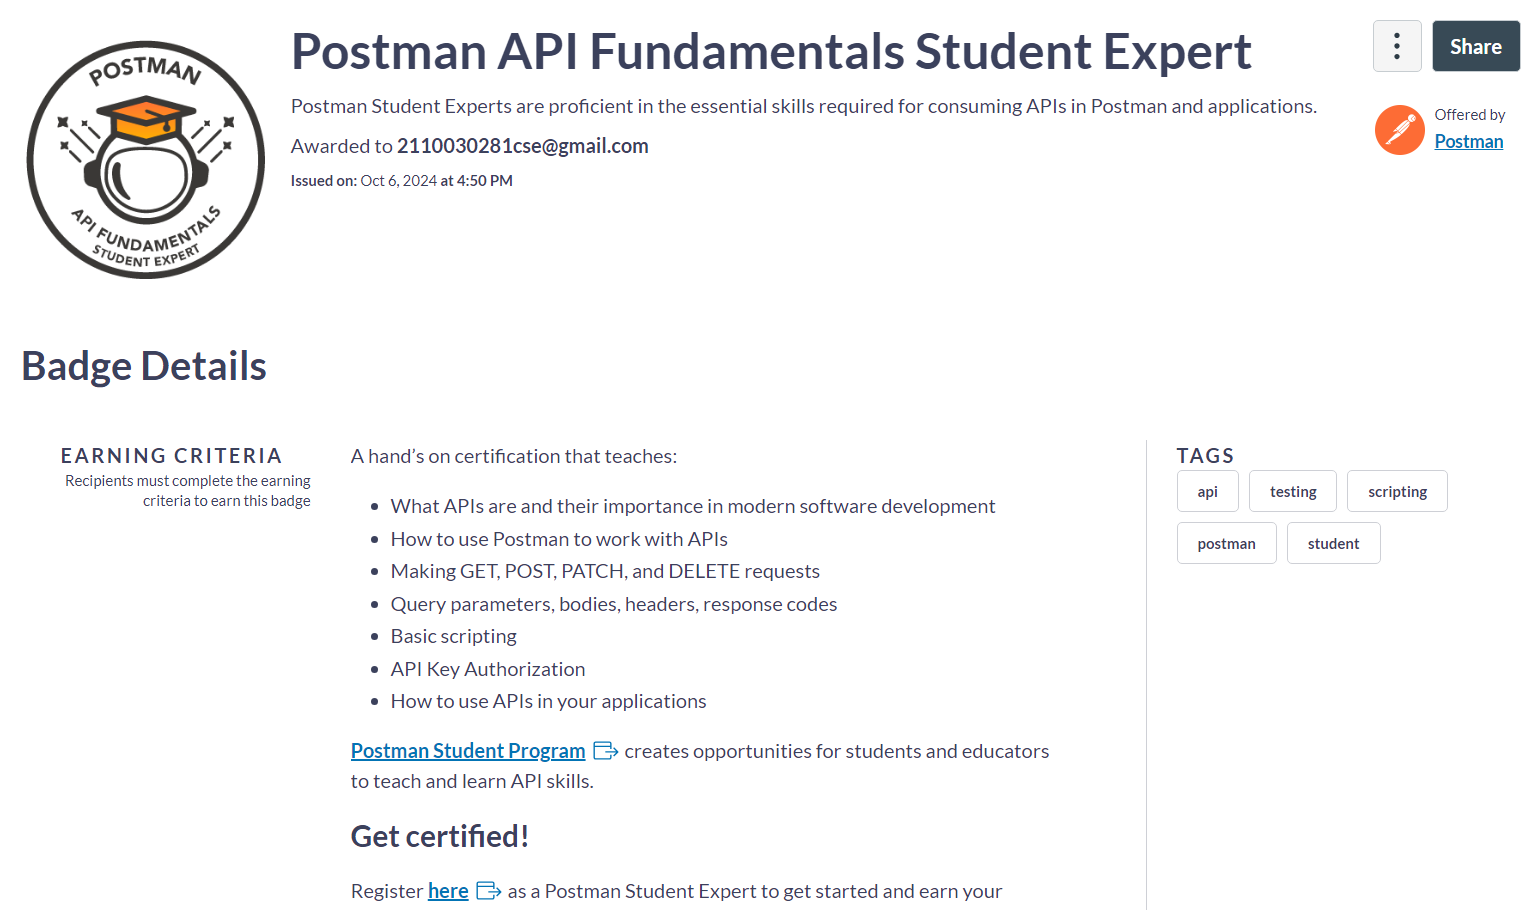 POSTMAN
API FUNDAMENTALS
STUDENT EXPERT
Postman API Fundamentals Student Expert
Postman Student Experts are proficient in the essential skills required for consuming APIs in Postman and applications.
Awarded to 2110030281cse@gmail.com
Issued on: Oct 6, 2024 at 4:50 PM
Share
Offered by
Postman
Badge Details
EARNING CRITERIA
Recipients must complete the earning
criteria to earn this badge
A hand’s on certification that teaches:
What APIs are and their importance in modern software development
How to use Postman to work with APIs
Making GET, POST, PATCH, and DELETE requests
Query parameters, bodies, headers, response codes
Basic scripting
API Key Authorization
How to use APIs in your applications
Postman Student Program creates opportunities for students and educators
to teach and learn API skills.
Get certified!
Register here as a Postman Student Expert to get started and earn your
TAGS
api testing scripting
postman student